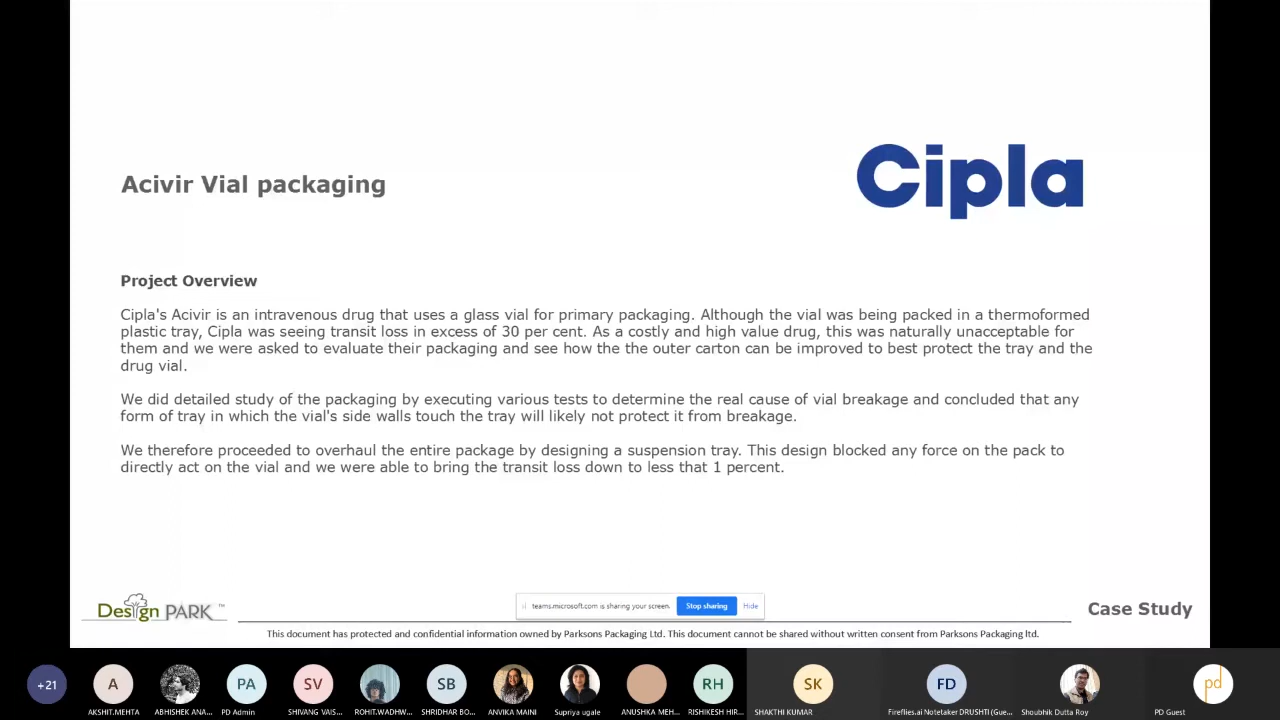 Cipla
Acivir Vial packaging
Project Overview
Cipla's Acivir is an intravenous drug that uses a glass vial for primary packaging. Although the vial was being packed in a thermoformed
plastic tray, Cipla was seeing transit loss in excess of 30 per cent. As a costly and high value drug, this was naturally unacceptable for
them and we were asked to evaluate their packaging and see how the the outer carton can be improved to best protect the tray and the
drug vial.
We did detailed study of the packaging by executing various tests to determine the real cause of vial breakage and concluded that any
form of tray in which the vial's side walls touch the tray will likely not protect it from breakage.
We therefore proceeded to overhaul the entire package by designing a suspension tray. This design blocked any force on the pack to
directly act on the vial and we were able to bring the transit loss down to less that 1 percent.
Design PARK ™
teams.microsoft.com is sharing your screen. Stop sharing Hide
Case Study
This document has protected and confidential information owned by Parksons Packaging Ltd. This document cannot be shared without written consent from Parksons Packaging ltd.
+21 A PA SV SB RH SK FD pd
AKSHIT.MEHTA ABHISHEK ANA... PD Admin SHIVANG VAIS... ROHIT.WADHW... SHRIDHAR BO... ANVIKA MAINI Supriya ugale ANUSHKA MEH... RISHIKESH HIR... SHAKTHI KUMAR Fireflies.ai Notetaker DRUSHTI (Gue... Shoubhik Dutta Roy PD Guest